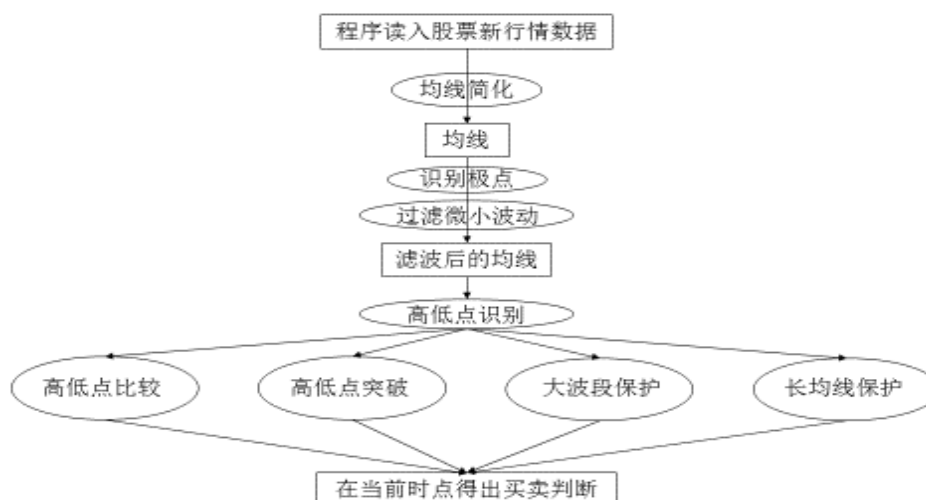 程序读入股票新行情数据
均线简化
均线
识别极点
过滤微小波动
滤波后的均线
高低点识别
高低点比较
高低点突破
大波段保护
长均线保护
在当前时点得出买卖判断